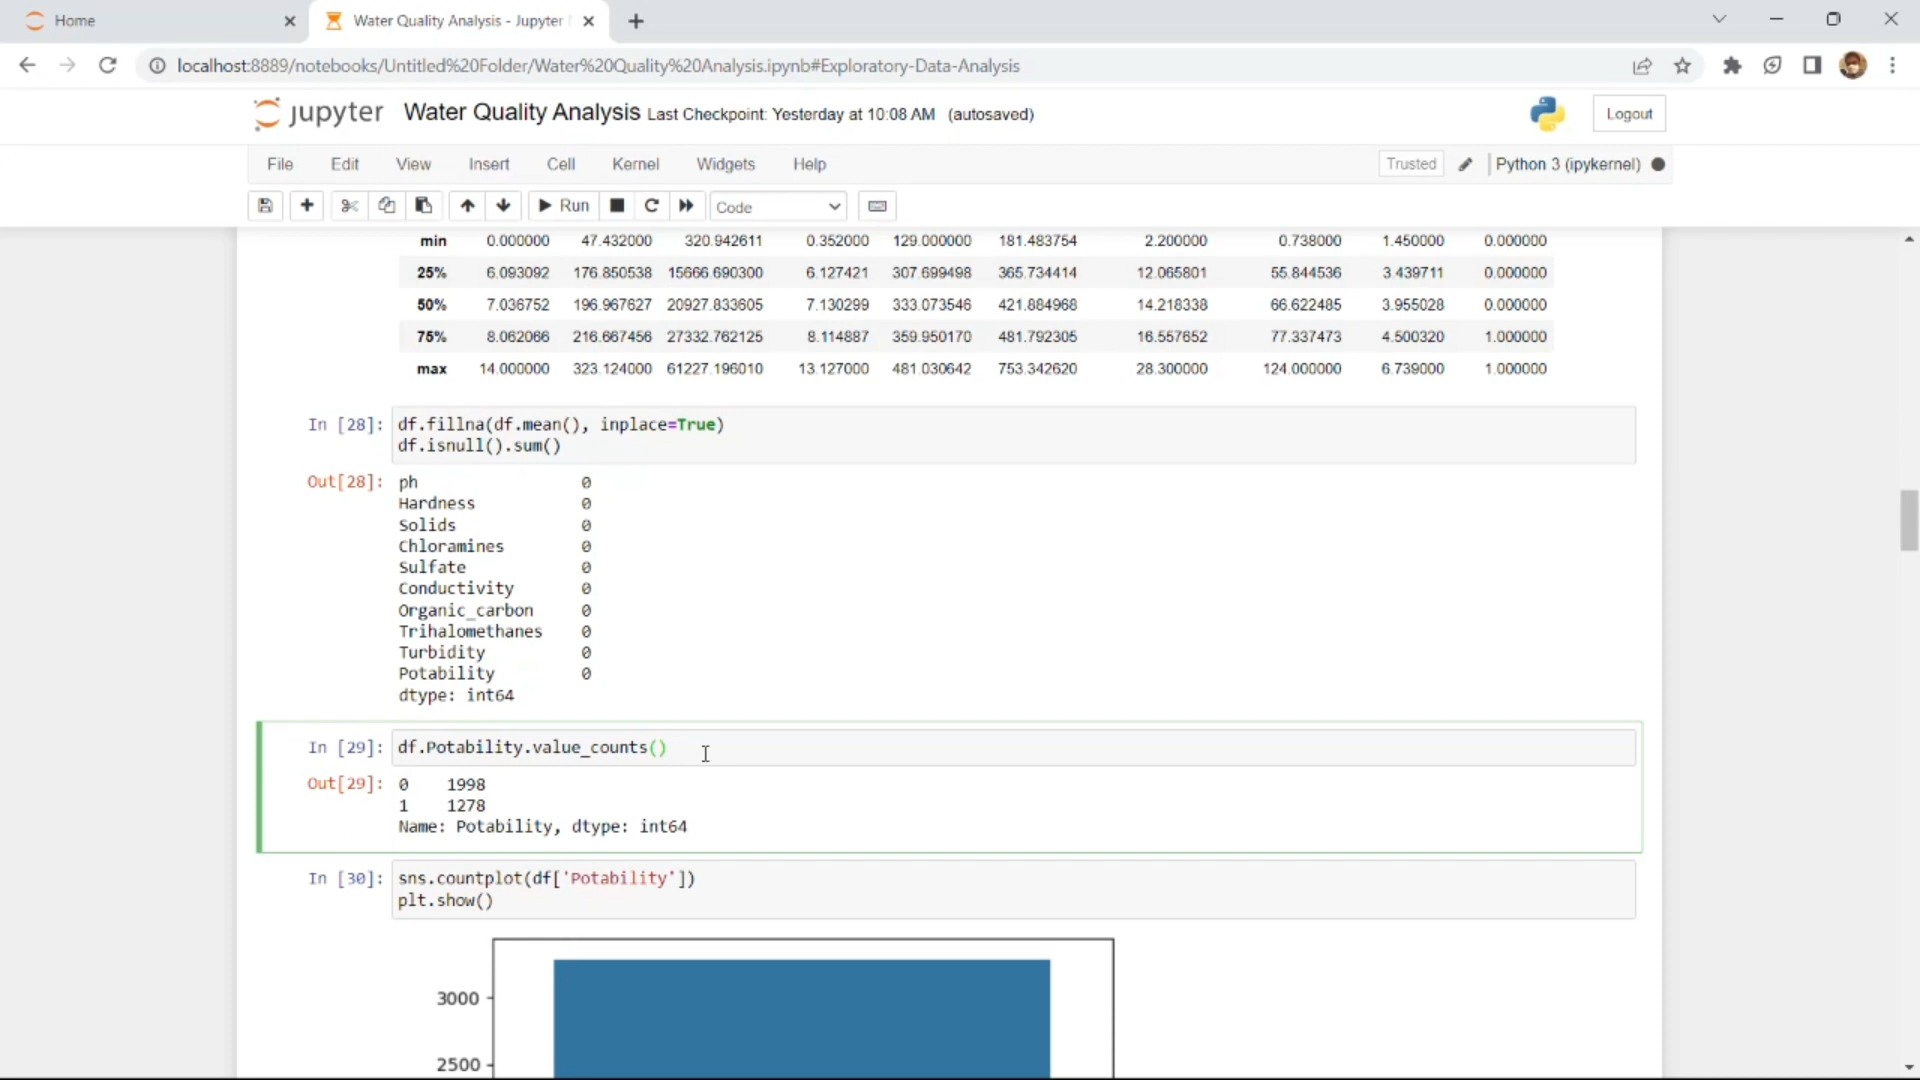 Home
Water Quality Analysis - Jupyter
localhost:8889/notebooks/Untitled%20Folder/Water%20Quality%20Analysis.ipynb#Exploratory-Data-Analysis
jupyter Water Quality Analysis Last Checkpoint: Yesterday at 10:08 AM (autosaved)
Logout
File Edit View Insert Cell Kernel Widgets Help
Trusted Python 3 (ipykernel)
Run Code
min 0.000000 47.432000 320.942611 0.352000 129.000000 181.483754 2.200000 0.738000 1.450000 0.000000
25% 6.093092 176.850538 15666.690300 6.127421 307.699498 365.734414 12.065801 55.844536 3.439711 0.000000
50% 7.036752 196.967627 20927.833605 7.130299 333.073546 421.884968 14.218338 66.622485 3.955028 0.000000
75% 8.062066 216.667456 27332.762125 8.114887 359.950170 481.792305 16.557652 77.337473 4.500320 1.000000
max 14.000000 323.124000 61227.196010 13.127000 481.030642 753.342620 28.300000 124.000000 6.739000 1.000000
In [28]: df.fillna(df.mean(), inplace=True)
df.isnull().sum()
Out[28]: ph 0
Hardness 0
Solids 0
Chloramines 0
Sulfate 0
Conductivity 0
Organic_carbon 0
Trihalomethanes 0
Turbidity 0
Potability 0
dtype: int64
In [29]: df.Potability.value_counts()
Out[29]: 0 1998
1 1278
Name: Potability, dtype: int64
In [30]: sns.countplot(df['Potability'])
plt.show()
3000
2500